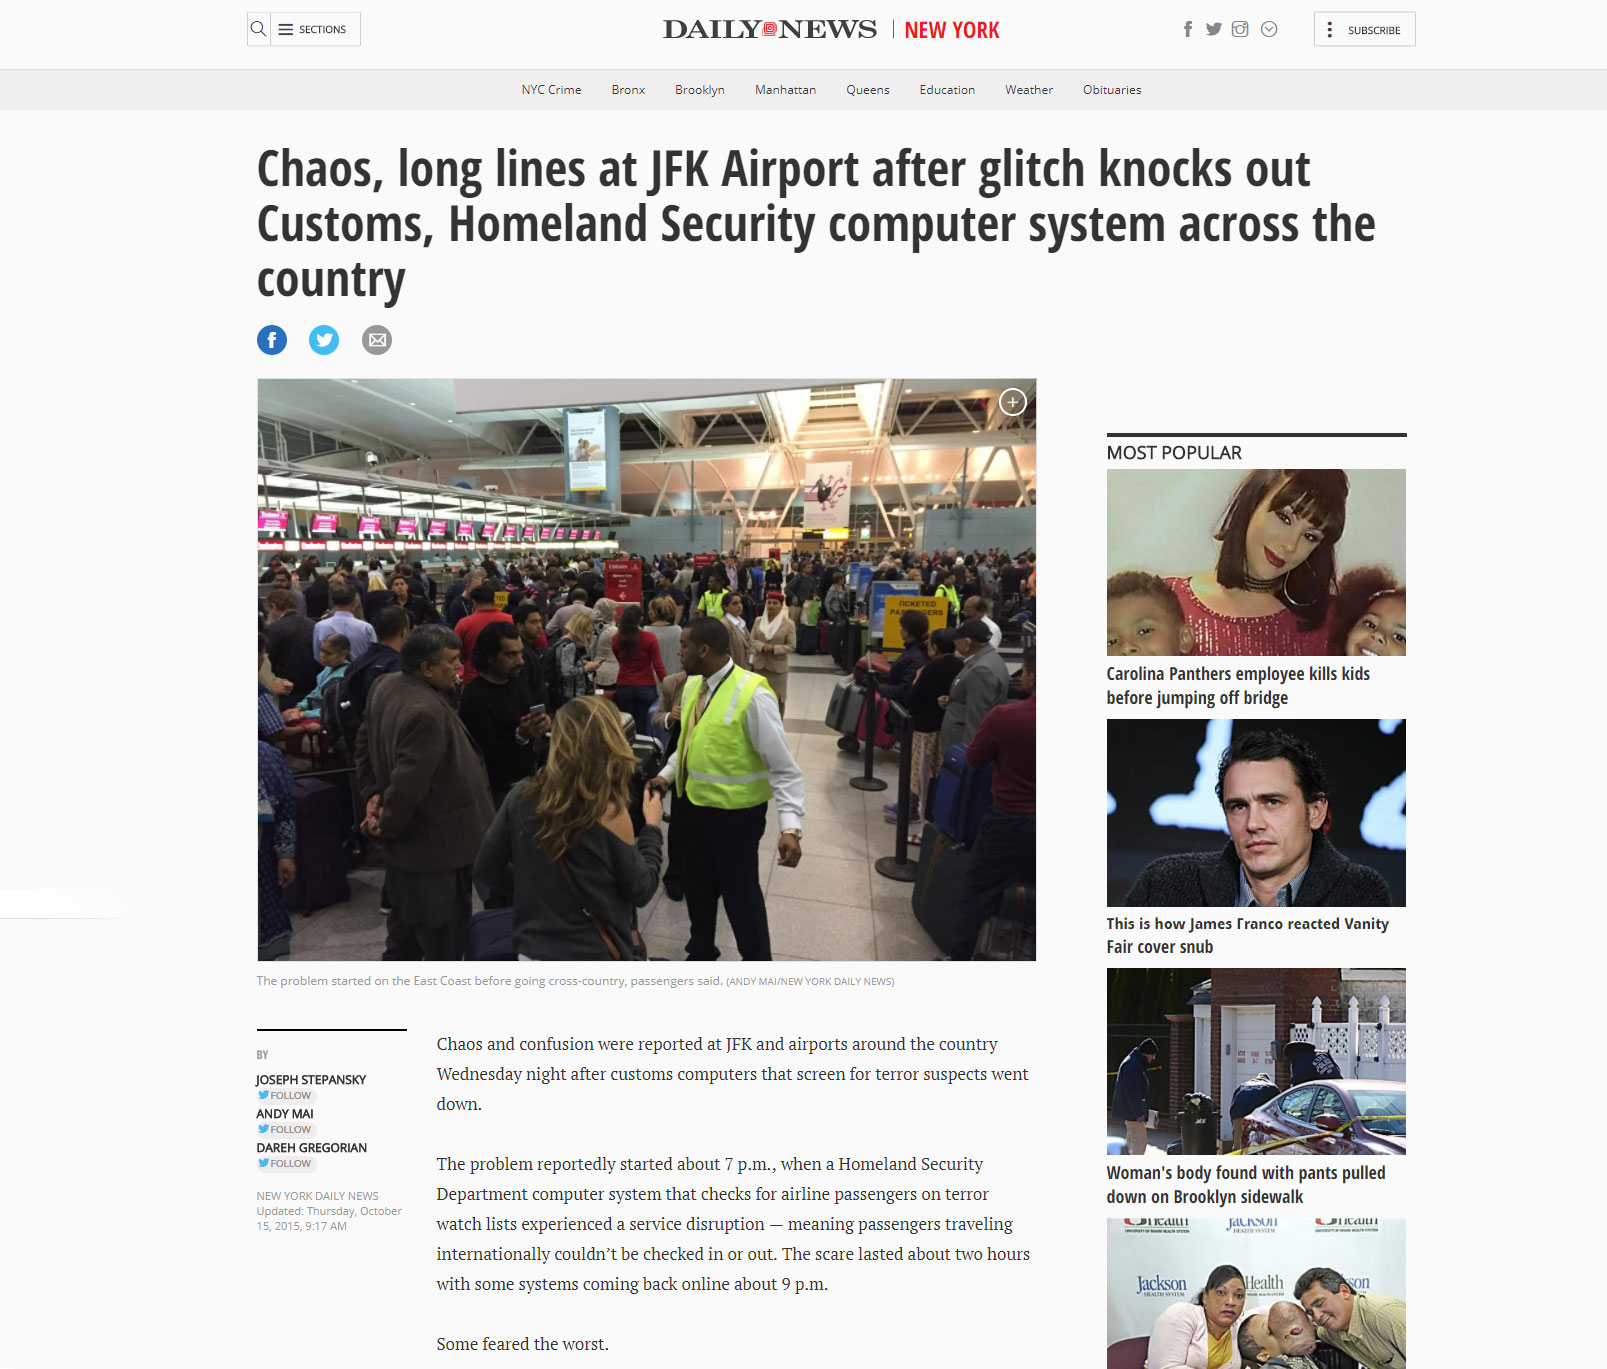 SECTIONS
DAILY NEWS | NEW YORK
SUBSCRIBE
NYC Crime
Bronx
Brooklyn
Manhattan
Queens
Education
Weather
Obituaries
Chaos, long lines at JFK Airport after glitch knocks out
Customs, Homeland Security computer system across the
country
TICKETED
PASSENGERS
The problem started on the East Coast before going cross-country, passengers said. (ANDY MAI/NEW YORK DAILY NEWS)
BY
JOSEPH STEPANSKY
FOLLOW
ANDY MAI
FOLLOW
DAREH GREGORIAN
FOLLOW
NEW YORK DAILY NEWS
Updated: Thursday, October
15, 2015, 9:17 AM
Chaos and confusion were reported at JFK and airports around the country
Wednesday night after customs computers that screen for terror suspects went
down.
The problem reportedly started about 7 p.m., when a Homeland Security
Department computer system that checks for airline passengers on terror
watch lists experienced a service disruption — meaning passengers traveling
internationally couldn’t be checked in or out. The scare lasted about two hours
with some systems coming back online about 9 p.m.
Some feared the worst.
MOST POPULAR
Carolina Panthers employee kills kids
before jumping off bridge
This is how James Franco reacted Vanity
Fair cover snub
Woman's body found with pants pulled
down on Brooklyn sidewalk
UHealth
Jackson
HEALTH SYSTEM
UHealth
Jackson
HEALTH SYSTEM
Health